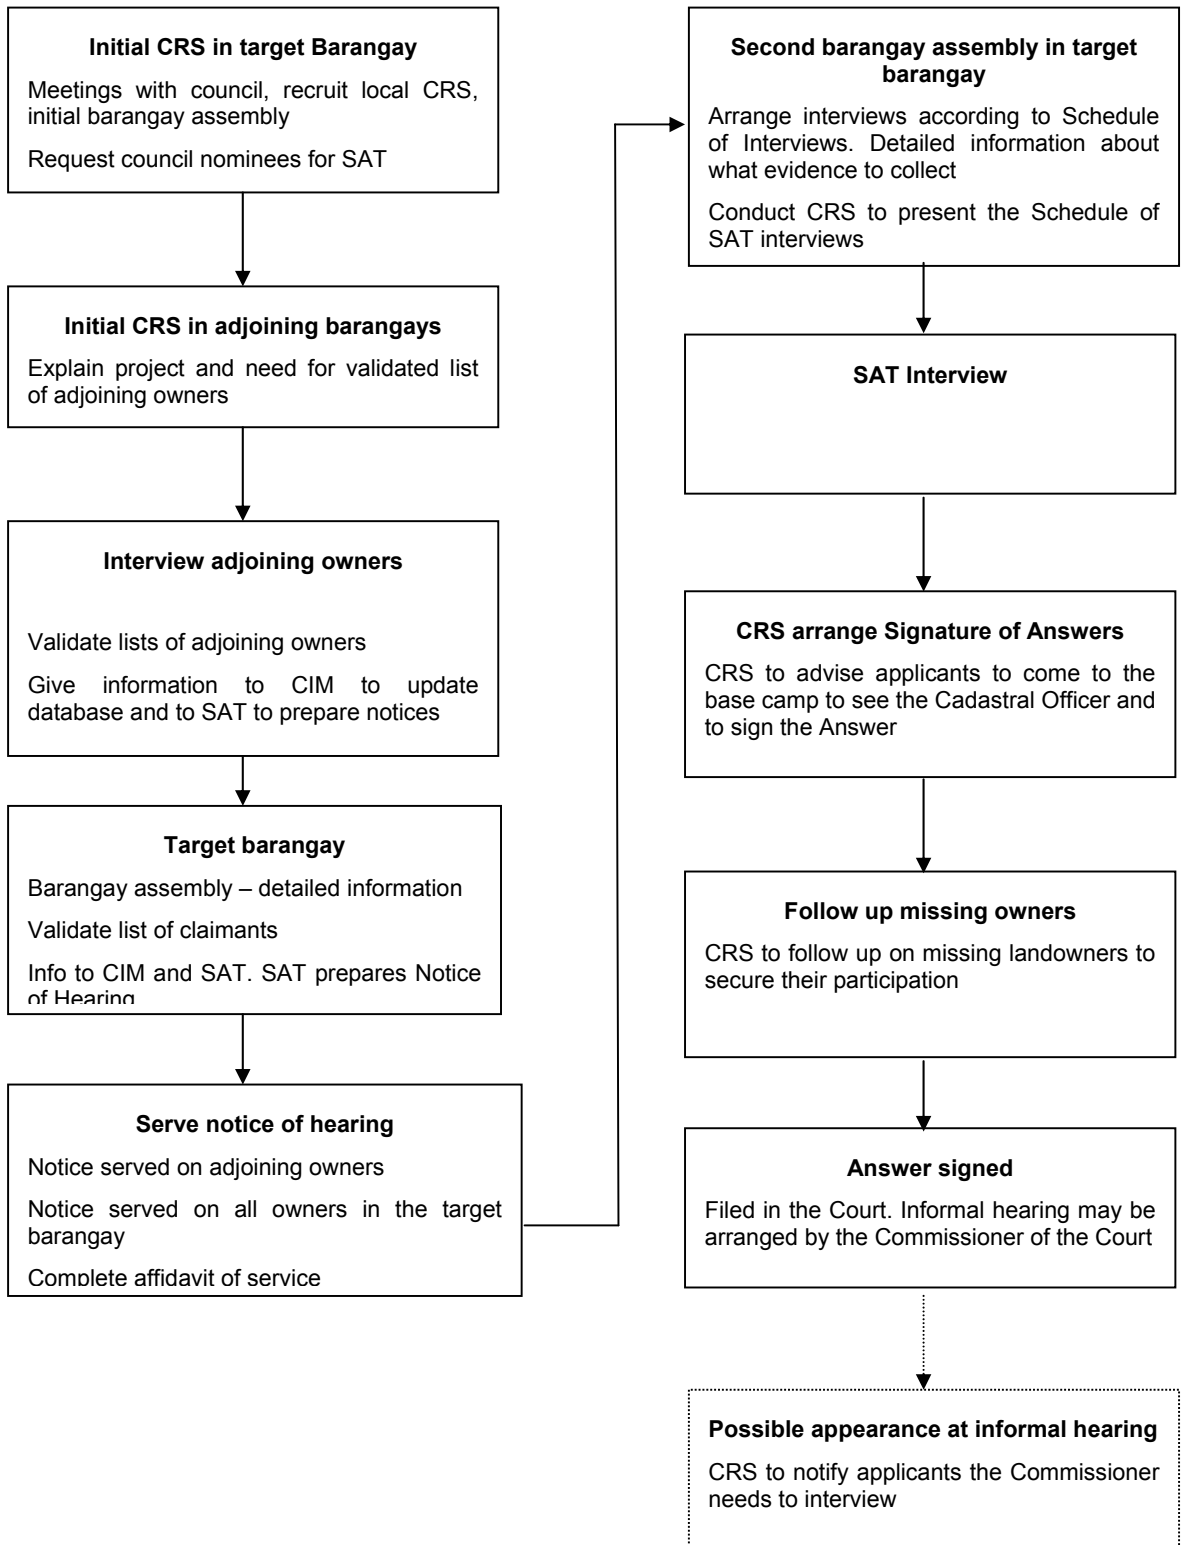 Initial CRS in target Barangay
Meetings with council, recruit local CRS,
initial barangay assembly
Request council nominees for SAT
Initial CRS in adjoining barangays
Explain project and need for validated list
of adjoining owners
Interview adjoining owners
Validate lists of adjoining owners
Give information to CIM to update
database and to SAT to prepare notices
Target barangay
Barangay assembly – detailed information
Validate list of claimants
Info to CIM and SAT. SAT prepares Notice
of Hearing
Serve notice of hearing
Notice served on adjoining owners
Notice served on all owners in the target
barangay
Complete affidavit of service
Second barangay assembly in target
barangay
Arrange interviews according to Schedule
of Interviews. Detailed information about
what evidence to collect
Conduct CRS to present the Schedule of
SAT interviews
SAT Interview
CRS arrange Signature of Answers
CRS to advise applicants to come to the
base camp to see the Cadastral Officer and
to sign the Answer
Follow up missing owners
CRS to follow up on missing landowners to
secure their participation
Answer signed
Filed in the Court. Informal hearing may be
arranged by the Commissioner of the Court
Possible appearance at informal hearing
CRS to notify applicants the Commissioner
needs to interview